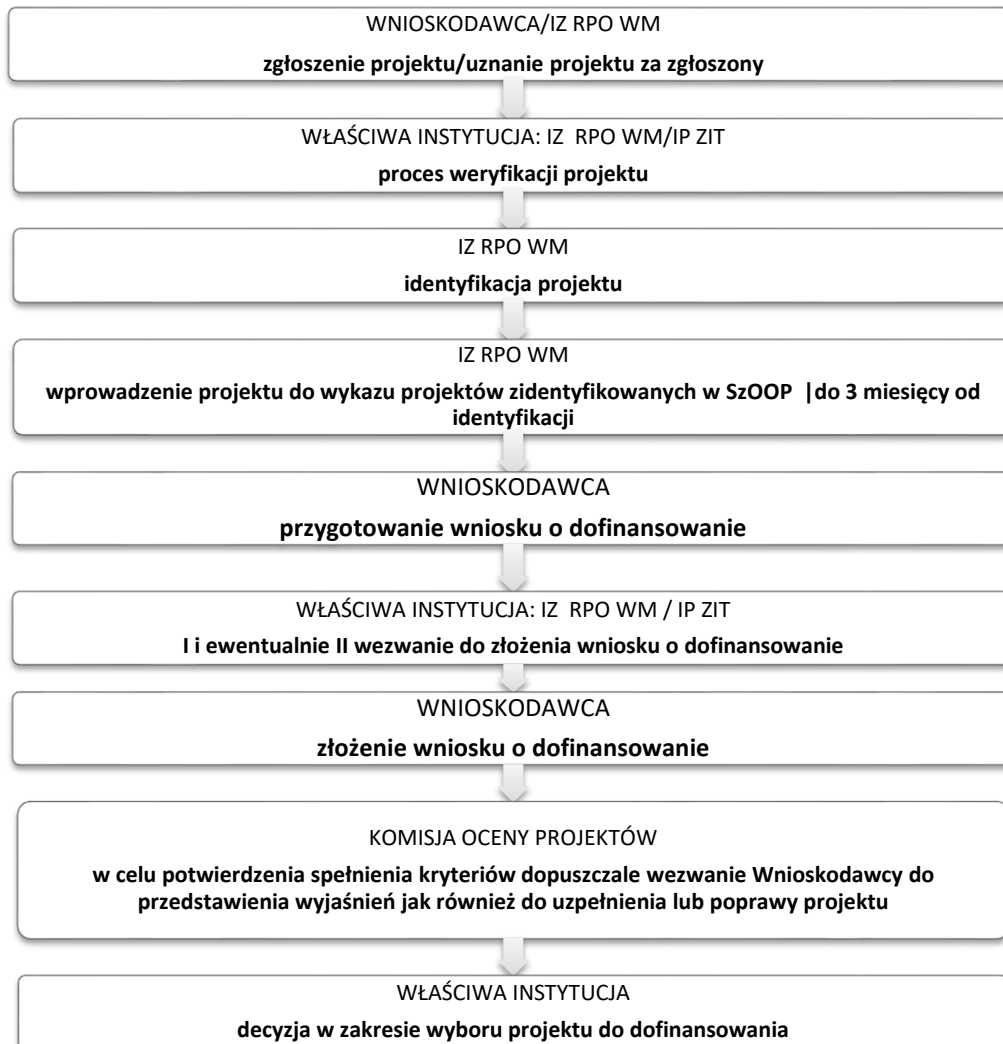 WNIOSKODAWCA/IZ RPO WM
zgłoszenie projektu/uznanie projektu za zgłoszony
WŁAŚCIWA INSTYTUCJA: IZ RPO WM/IP ZIT
proces weryfikacji projektu
IZ RPO WM
identyfikacja projektu
IZ RPO WM
wprowadzenie projektu do wykazu projektów zidentyfikowanych w SzOOP |do 3 miesięcy od
identyfikacji
WNIOSKODAWCA
przygotowanie wniosku o dofinansowanie
WŁAŚCIWA INSTYTUCJA: IZ RPO WM / IP ZIT
I i ewentualnie II wezwanie do złożenia wniosku o dofinansowanie
WNIOSKODAWCA
złożenie wniosku o dofinansowanie
KOMISJA OCENY PROJEKTÓW
w celu potwierdzenia spełnienia kryteriów dopuszczale wezwanie Wnioskodawcy do
przedstawienia wyjaśnień jak również do uzpełnienia lub poprawy projektu
WŁAŚCIWA INSTYTUCJA
decyzja w zakresie wyboru projektu do dofinansowania